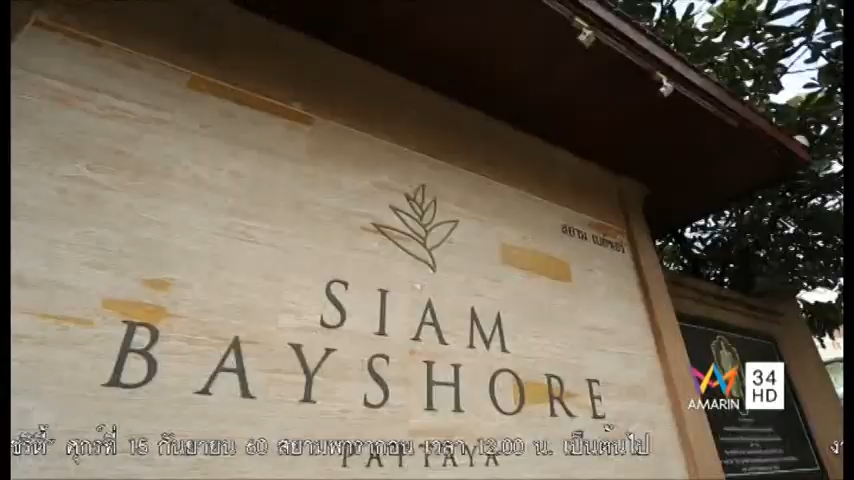 สยาม เบย์ชอร์
SIAM
BAYSHORE
PATTAYA
AMARIN
34
HD
ศุกร์ที่ 15 กันยายน 60 สยามพารากอน เวลา 12.00 น. เป็นต้นไป